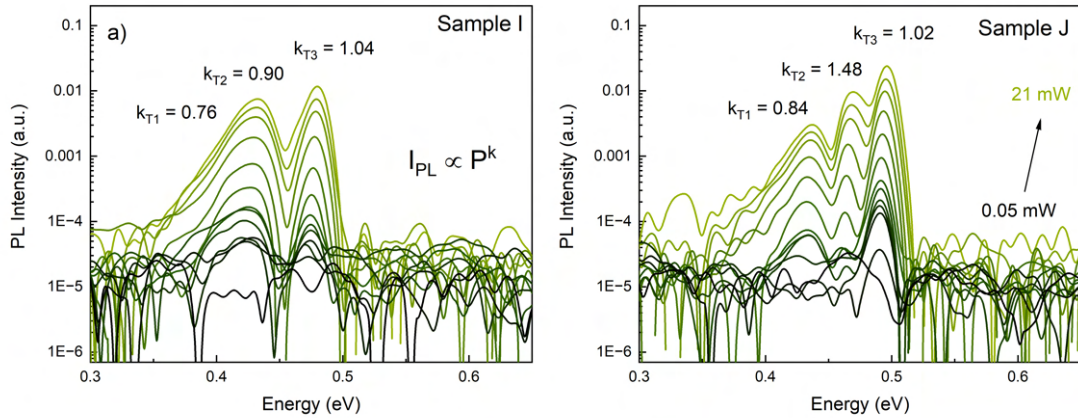 a)
Sample I
k_T1 = 0.76
k_T2 = 0.90
k_T3 = 1.04
I_PL ∝ P^k
PL Intensity (a.u.)
0.1
0.01
0.001
1E−4
1E−5
1E−6
0.3
0.4
0.5
0.6
Energy (eV)
Sample J
k_T1 = 0.84
k_T2 = 1.48
k_T3 = 1.02
21 mW
0.05 mW
PL Intensity (a.u.)
0.1
0.01
0.001
1E−4
1E−5
1E−6
0.3
0.4
0.5
0.6
Energy (eV)